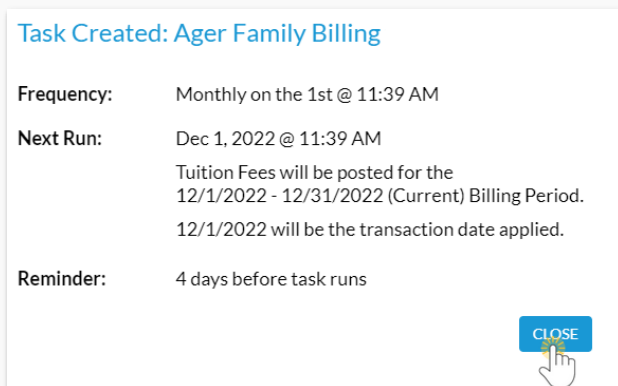 Task Created: Ager Family Billing
Frequency: Monthly on the 1st @ 11:39 AM
Next Run: Dec 1, 2022 @ 11:39 AM
Tuition Fees will be posted for the
12/1/2022 - 12/31/2022 (Current) Billing Period.
12/1/2022 will be the transaction date applied.
Reminder: 4 days before task runs
CLOSE